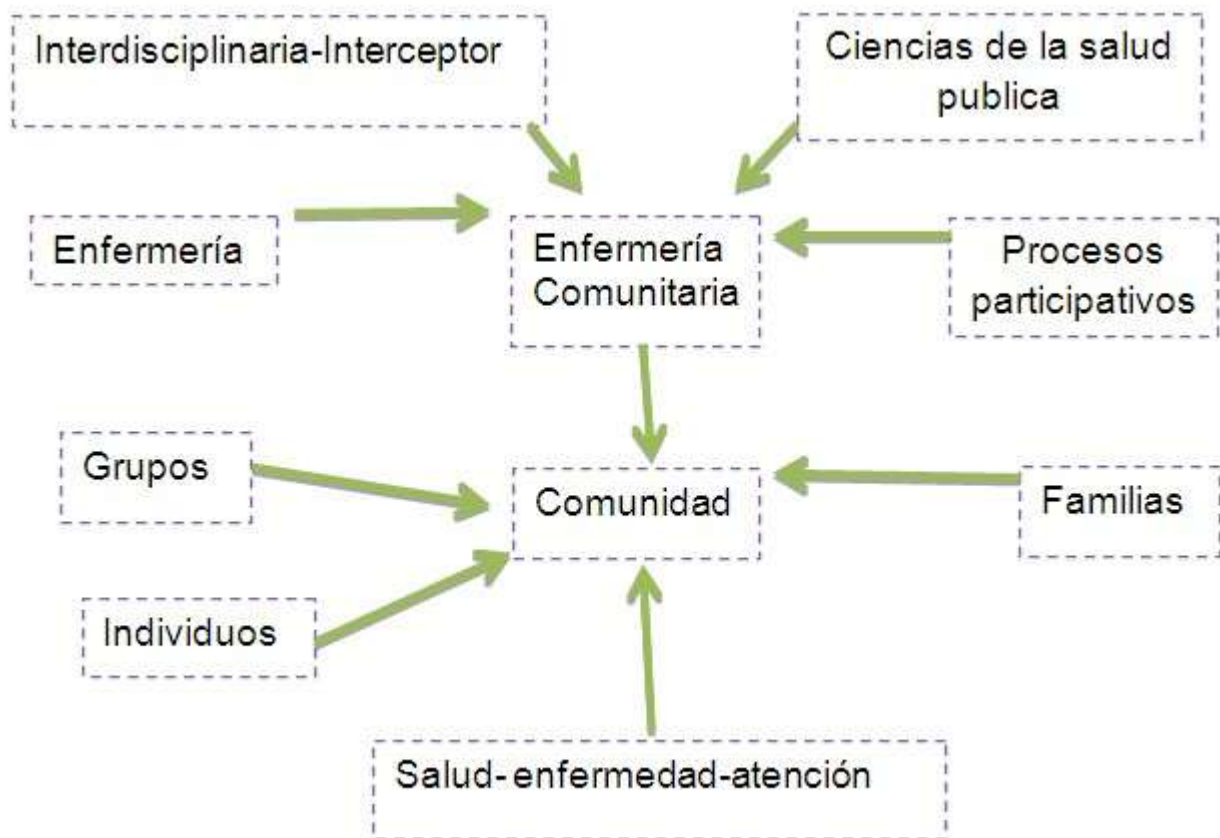 Interdisciplinaria-Interceptor
Ciencias de la salud
publica
Enfermería
Enfermería
Comunitaria
Procesos
participativos
Grupos
Comunidad
Familias
Individuos
Salud-enfermedad-atención